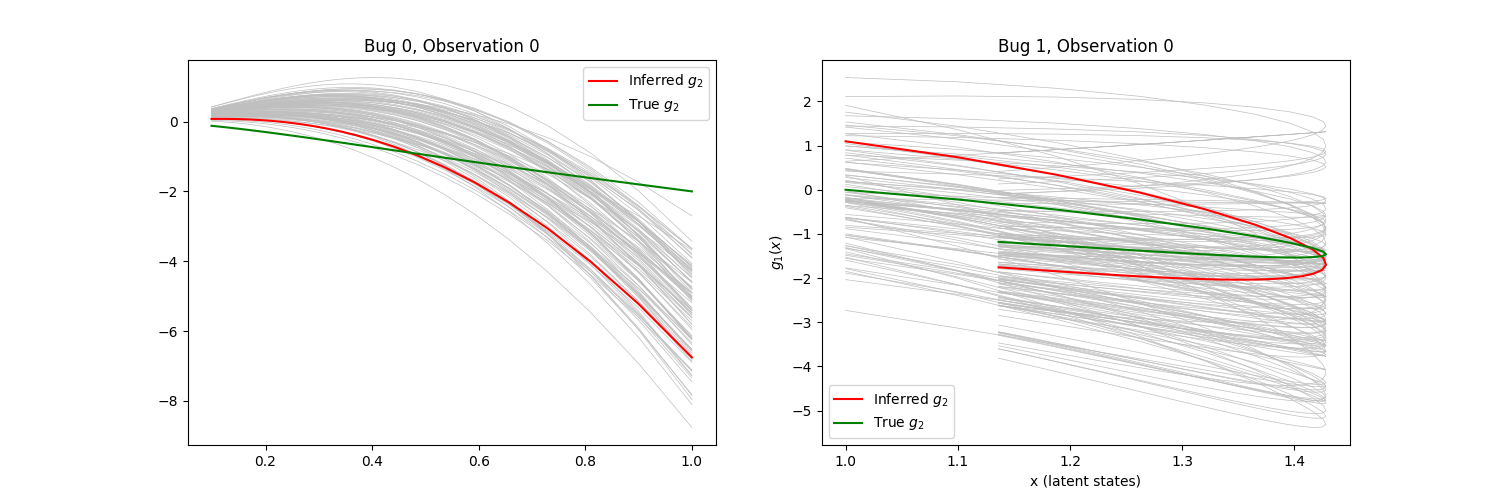 Bug 0, Observation 0
Inferred g₂
True g₂
0
−2
−4
−6
−8
0.2 0.4 0.6 0.8 1.0
Bug 1, Observation 0
g₁(x)
2
1
0
−1
−2
−3
−4
−5
Inferred g₂
True g₂
1.0 1.1 1.2 1.3 1.4
x (latent states)